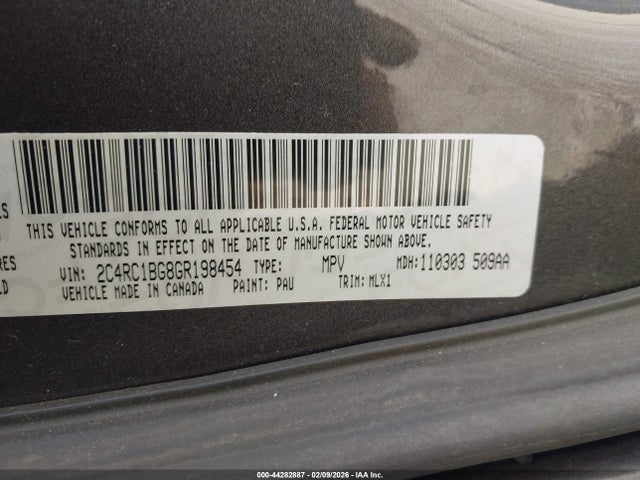 THIS VEHICLE CONFORMS TO ALL APPLICABLE U.S.A. FEDERAL MOTOR VEHICLE SAFETY
STANDARDS IN EFFECT ON THE DATE OF MANUFACTURE SHOWN ABOVE.
VIN: 2C4RC1BG8GR198454 TYPE: MPV MDH: 110303 509AA
VEHICLE MADE IN CANADA PAINT: PAU TRIM: MLX1
000-44282887 - 02/09/2026 - IAA Inc.